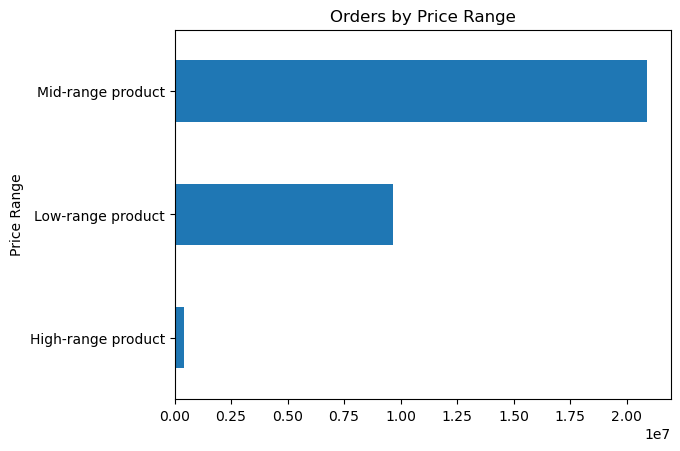 Orders by Price Range
Mid-range product
Low-range product
High-range product
Price Range
0.00 0.25 0.50 0.75 1.00 1.25 1.50 1.75 2.00
1e7